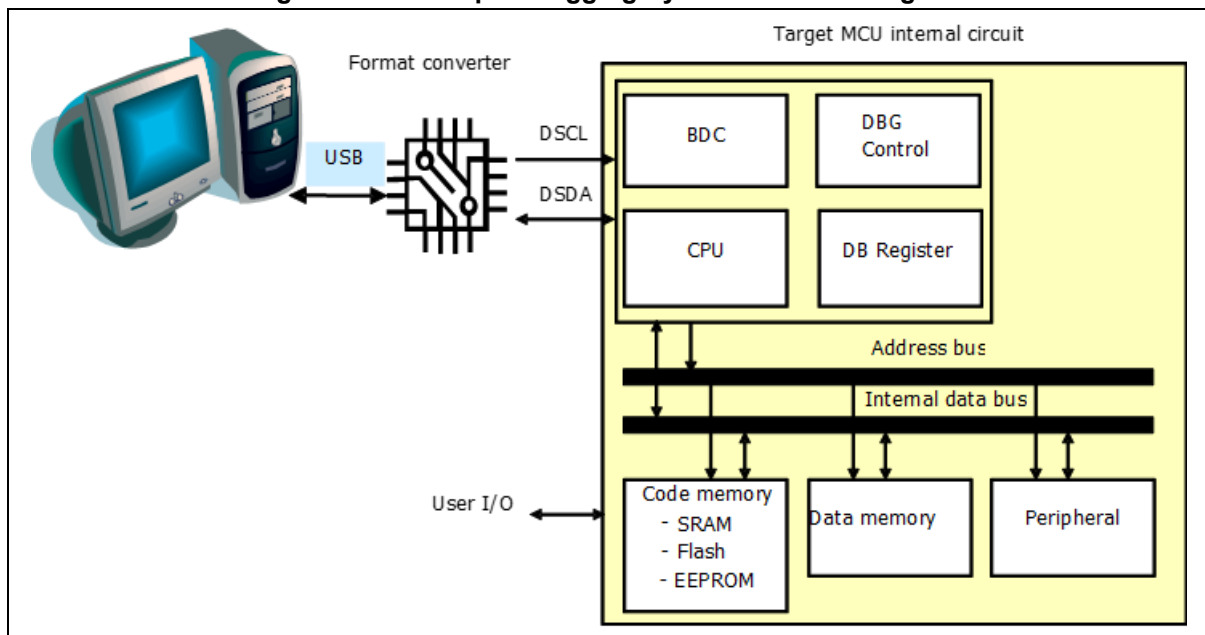 Target MCU internal circuit
Format converter
USB
DSCL
DSDA
BDC
DBG
Control
CPU
DB Register
Address bus
Internal data bus
User I/O
Code memory
- SRAM
- Flash
- EEPROM
Data memory
Peripheral